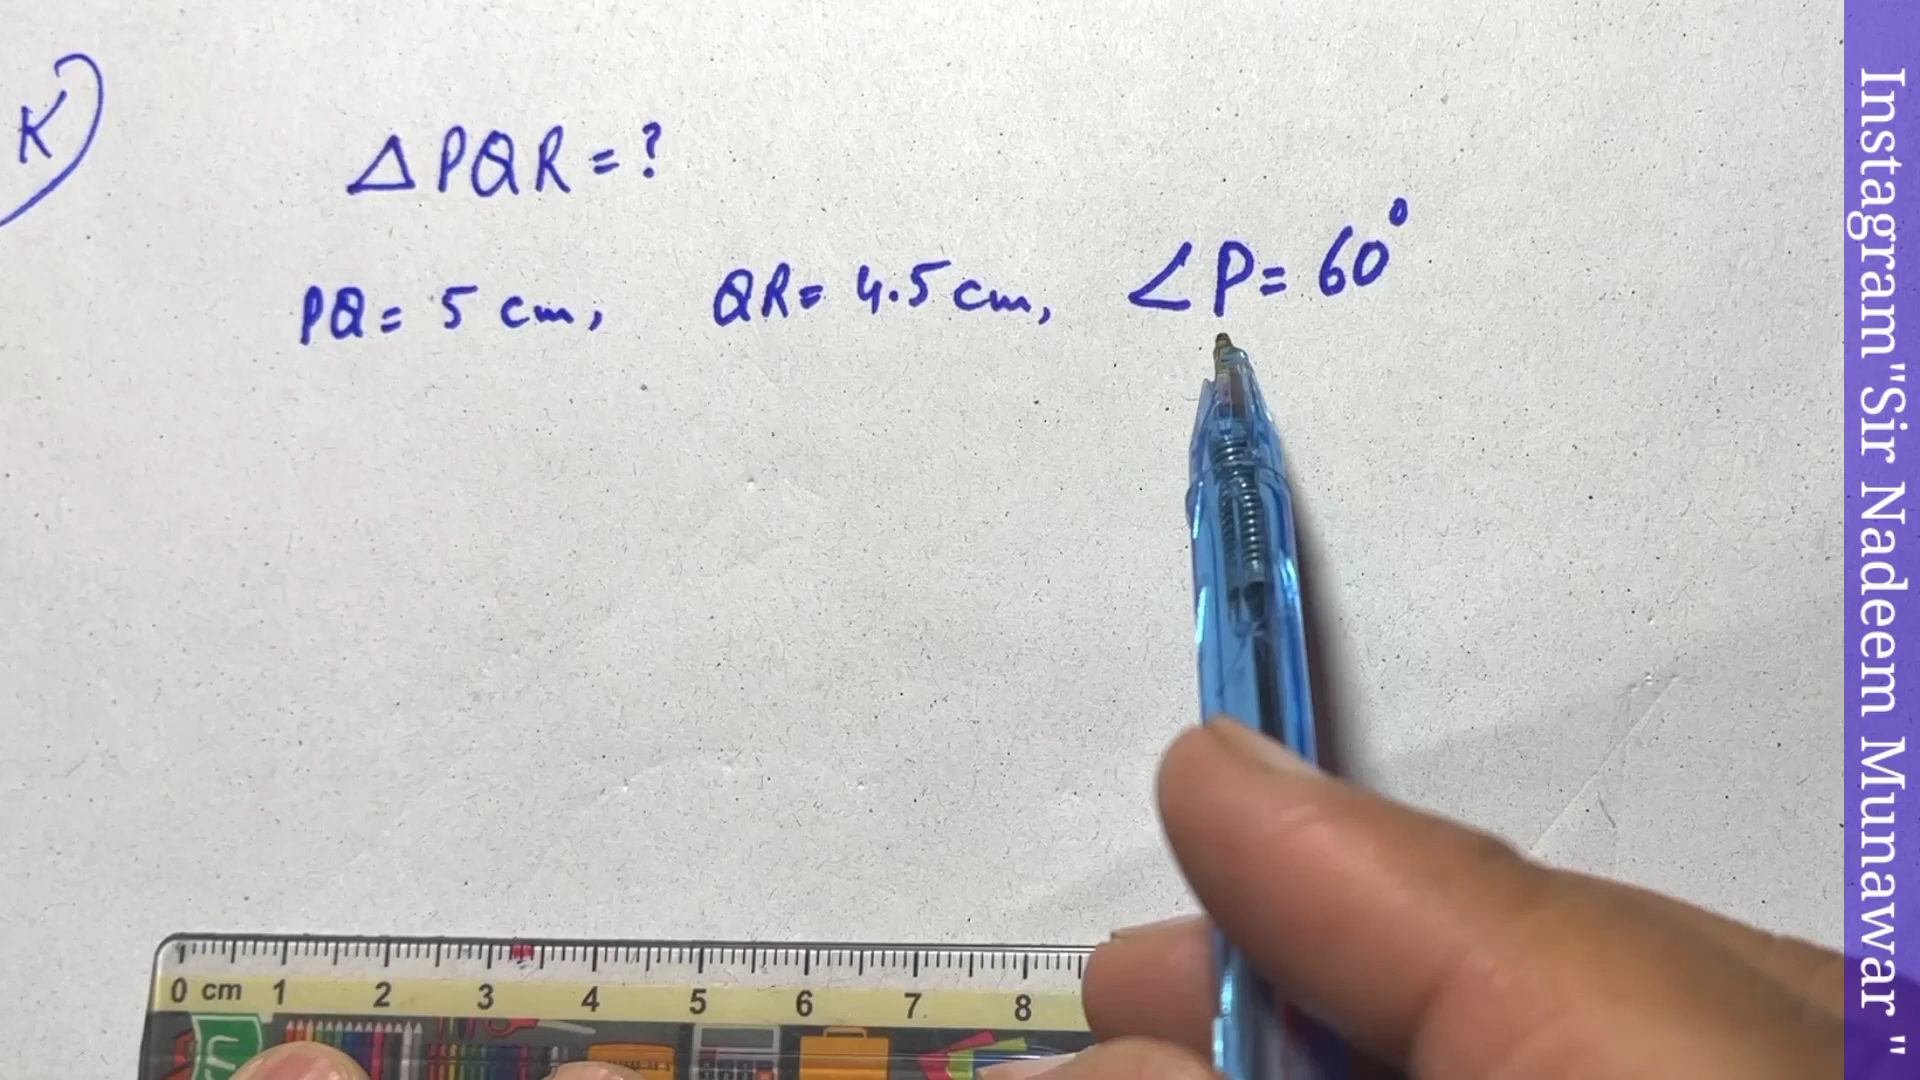 K)
△PQR = ?
PQ = 5 cm, QR = 4.5 cm, ∠P = 60°
0 cm 1 2 3 4 5 6 7 8
Instagram"Sir Nadeem Munawar "